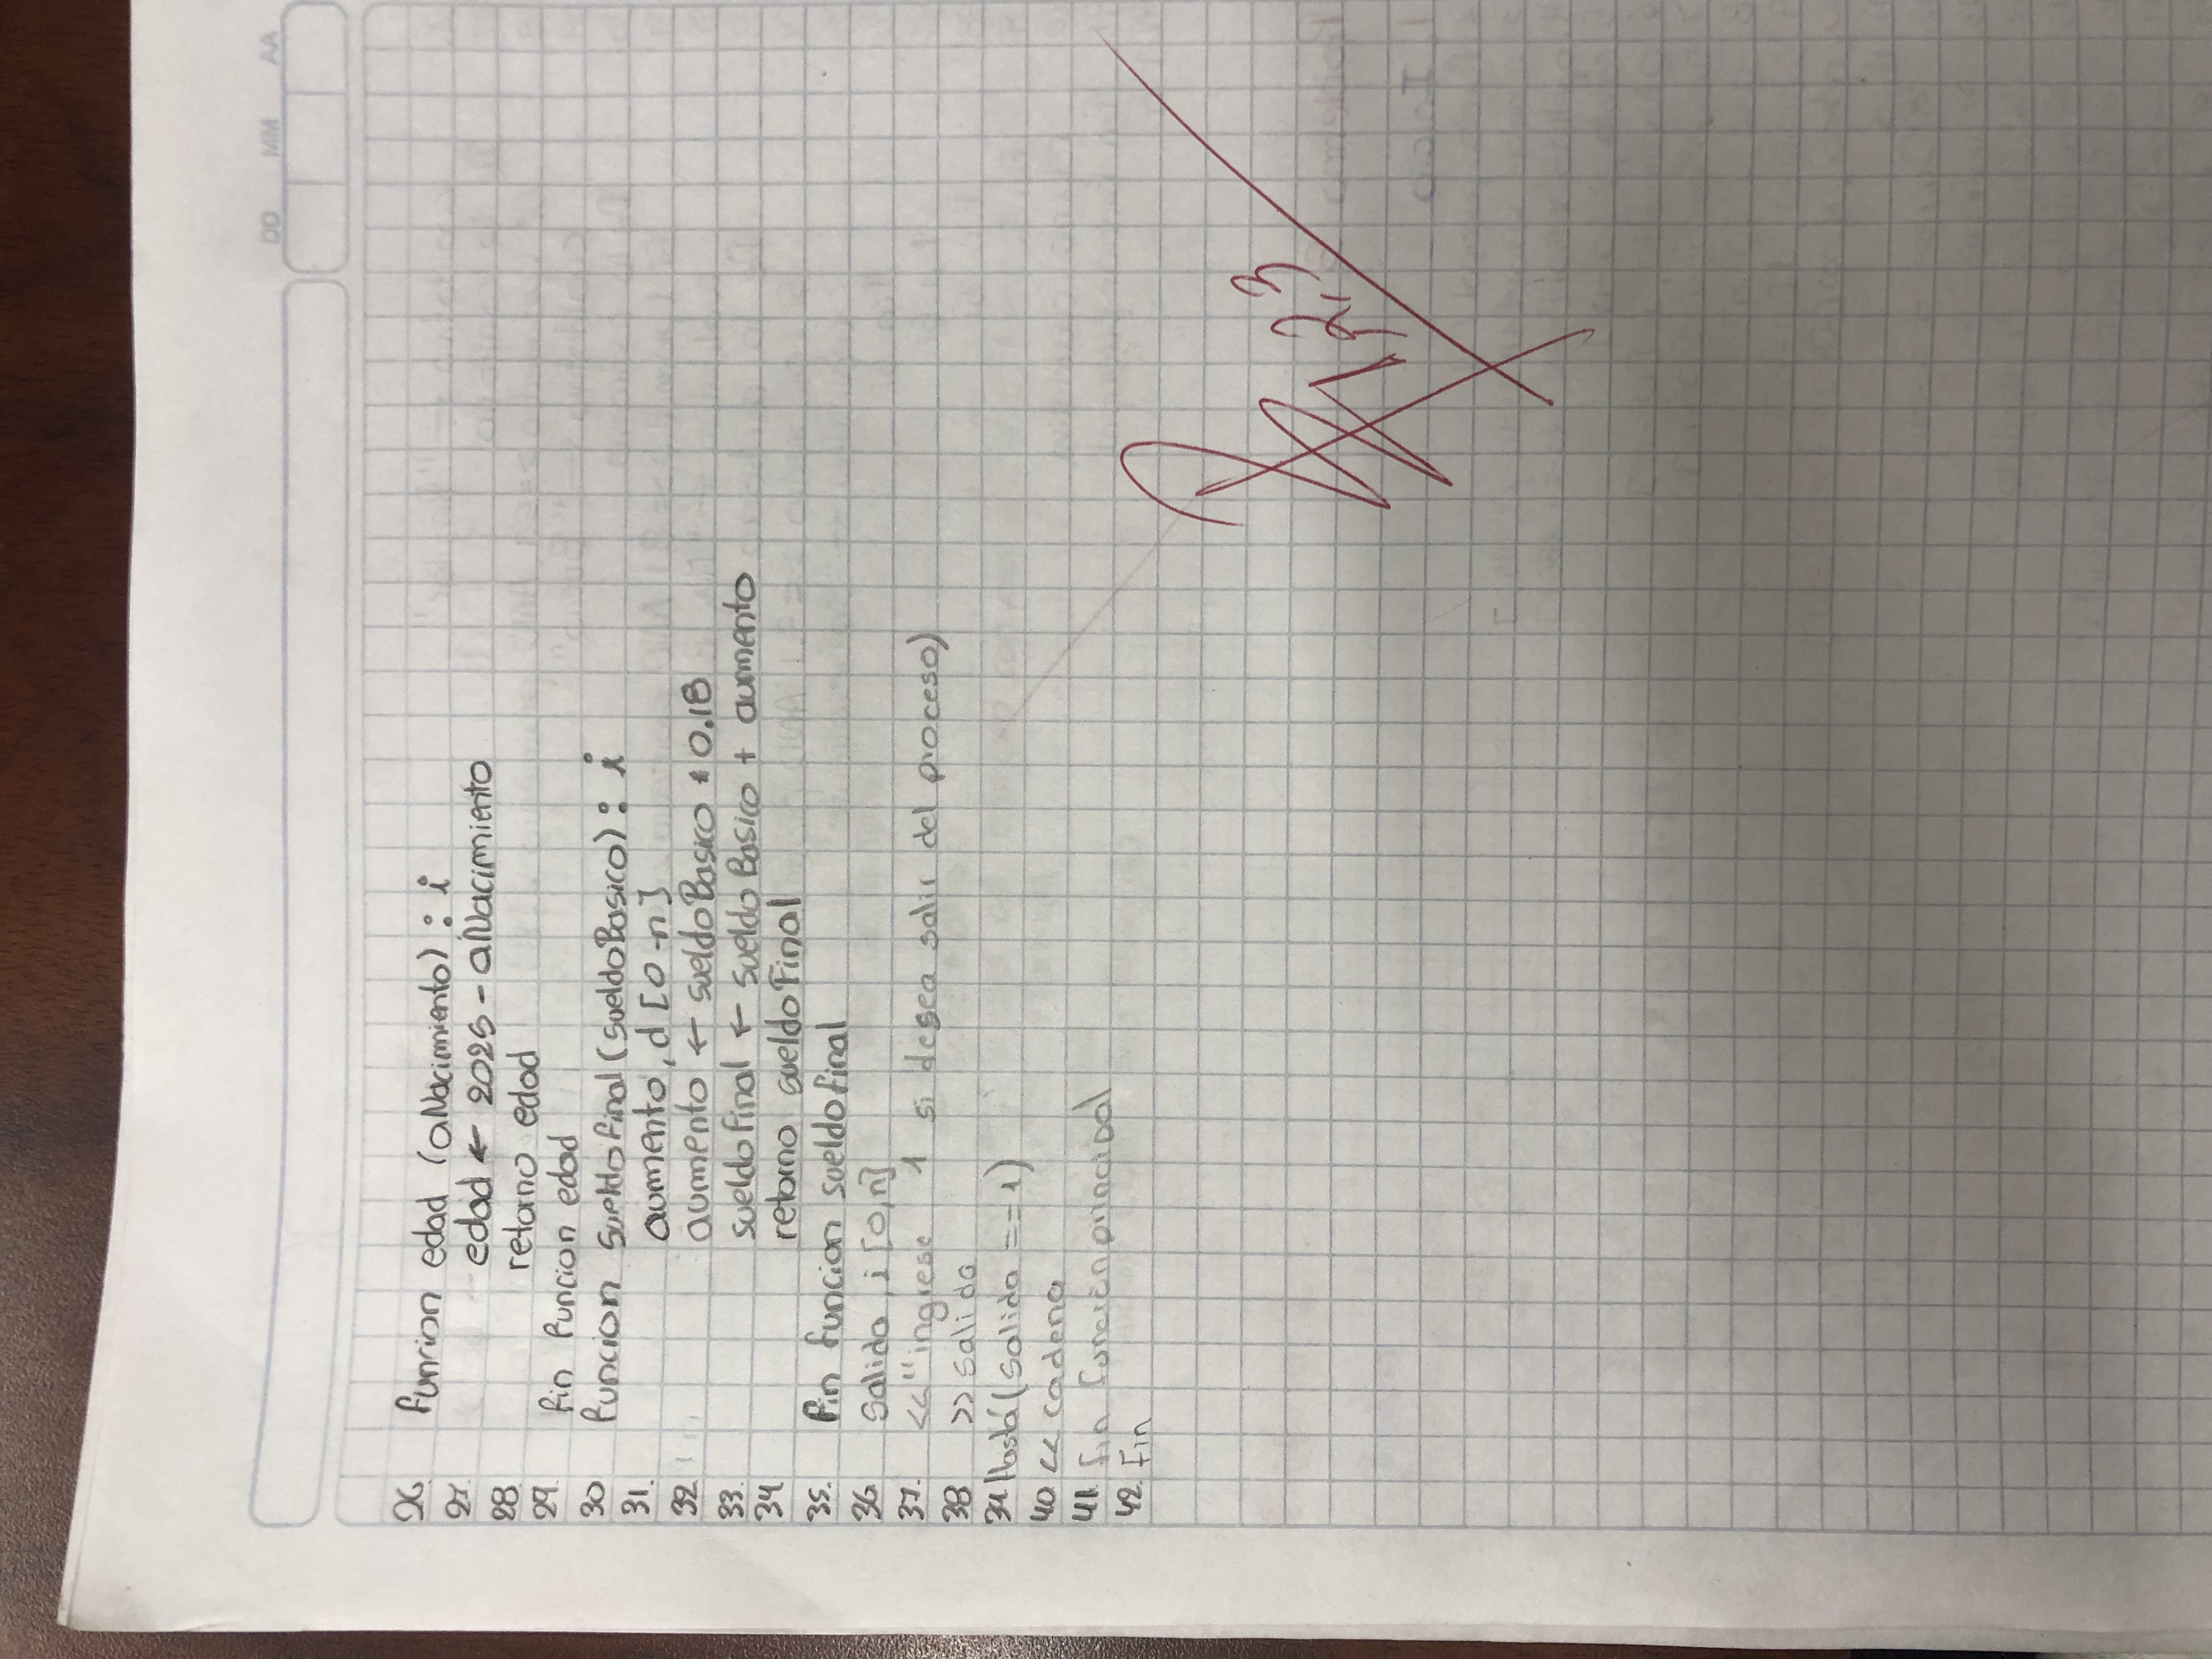 DD MM AA
26. funcion edad (aNacimiento) : i
27. edad ← 2025 - aNacimiento
28. retorno edad
29. fin funcion edad
30 funcion sueldofinal (sueldoBasico) : i
31. aumento, d [0-n]
32 aumento ← sueldoBasico * 0.18
33. sueldofinal ← sueldo Basico + aumento
34 retorno sueldoFinal
35. fin funcion sueldofinal
36. Salida, i [0,n]
37. <<"ingrese 1 si desea salir del proceso)
38 >> salida
39 Hasta (salida == 1)
40 << cadena
41. fin función principal
42. Fin
1,2,3